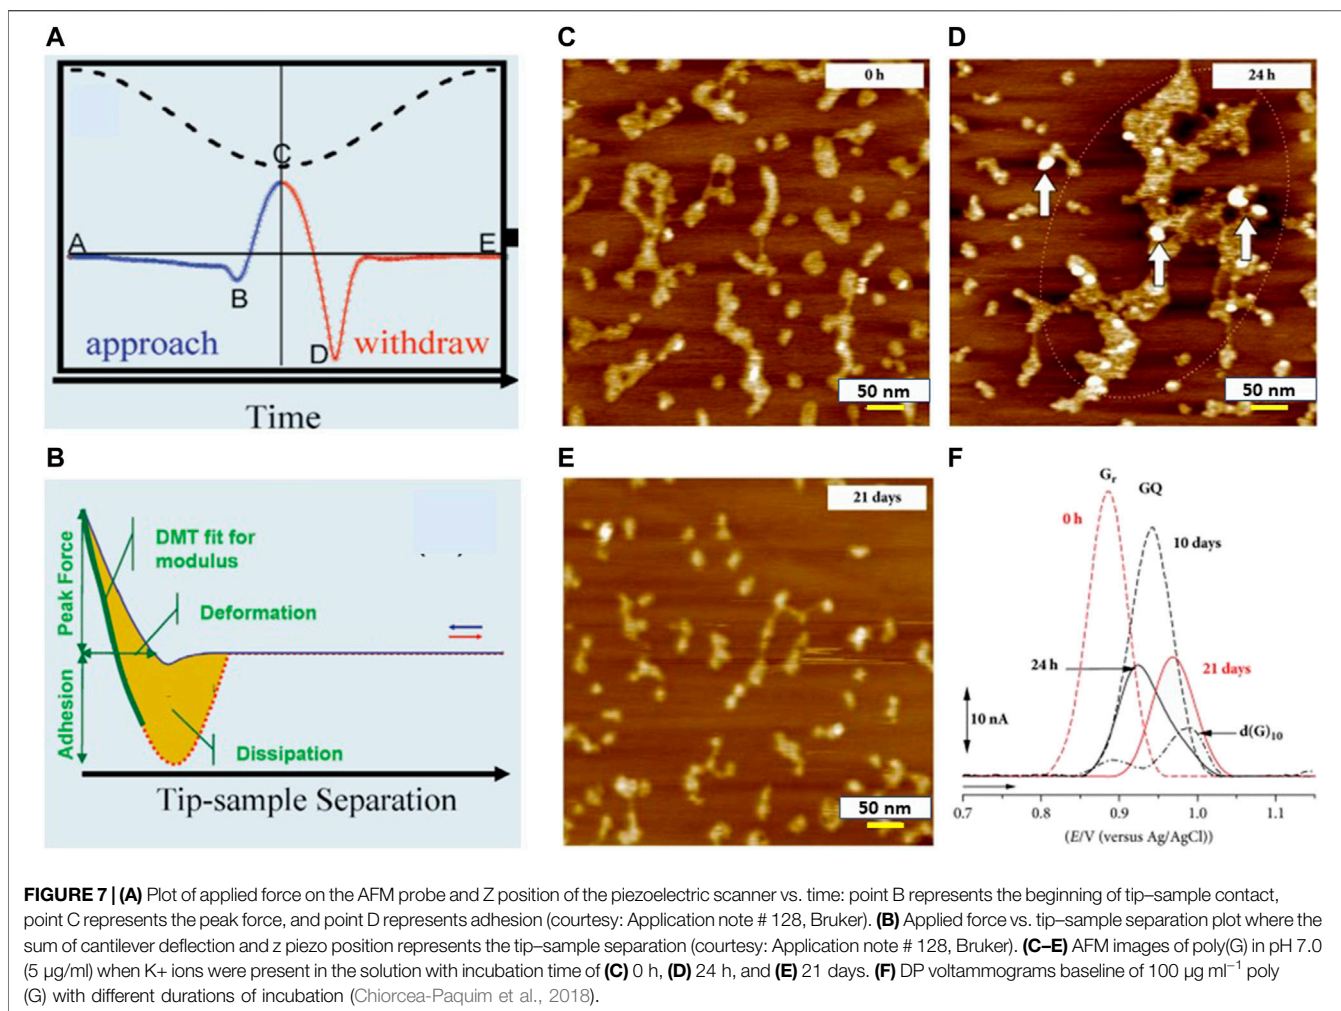 A
C
A
E
B
D
approach
withdraw
Time
B
Peak Force
Adhesion
DMT fit for
modulus
Deformation
Dissipation
Tip-sample Separation
C
0 h
50 nm
D
24 h
50 nm
E
21 days
50 nm
F
Gr
GQ
0 h
10 days
24 h
21 days
10 nA
d(G)10
0.7 0.8 0.9 1.0 1.1
(E/V (versus Ag/AgCl))
FIGURE 7 | (A) Plot of applied force on the AFM probe and Z position of the piezoelectric scanner vs. time: point B represents the beginning of tip–sample contact,
point C represents the peak force, and point D represents adhesion (courtesy: Application note # 128, Bruker). (B) Applied force vs. tip–sample separation plot where the
sum of cantilever deflection and z piezo position represents the tip–sample separation (courtesy: Application note # 128, Bruker). (C–E) AFM images of poly(G) in pH 7.0
(5 µg/ml) when K+ ions were present in the solution with incubation time of (C) 0 h, (D) 24 h, and (E) 21 days. (F) DP voltammograms baseline of 100 µg ml⁻¹ poly
(G) with different durations of incubation (Chiorcea-Paquim et al., 2018).